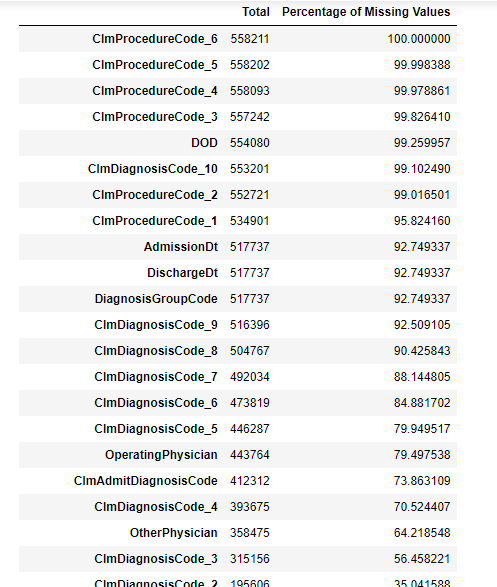 Total Percentage of Missing Values
ClmProcedureCode_6 558211 100.000000
ClmProcedureCode_5 558202 99.998388
ClmProcedureCode_4 558093 99.978861
ClmProcedureCode_3 557242 99.826410
DOD 554080 99.259957
ClmDiagnosisCode_10 553201 99.102490
ClmProcedureCode_2 552721 99.016501
ClmProcedureCode_1 534901 95.824160
AdmissionDt 517737 92.749337
DischargeDt 517737 92.749337
DiagnosisGroupCode 517737 92.749337
ClmDiagnosisCode_9 516396 92.509105
ClmDiagnosisCode_8 504767 90.425843
ClmDiagnosisCode_7 492034 88.144805
ClmDiagnosisCode_6 473819 84.881702
ClmDiagnosisCode_5 446287 79.949517
OperatingPhysician 443764 79.497538
ClmAdmitDiagnosisCode 412312 73.863109
ClmDiagnosisCode_4 393675 70.524407
OtherPhysician 358475 64.218548
ClmDiagnosisCode_3 315156 56.458221
ClmDiagnosisCode_2 195606 35.041588